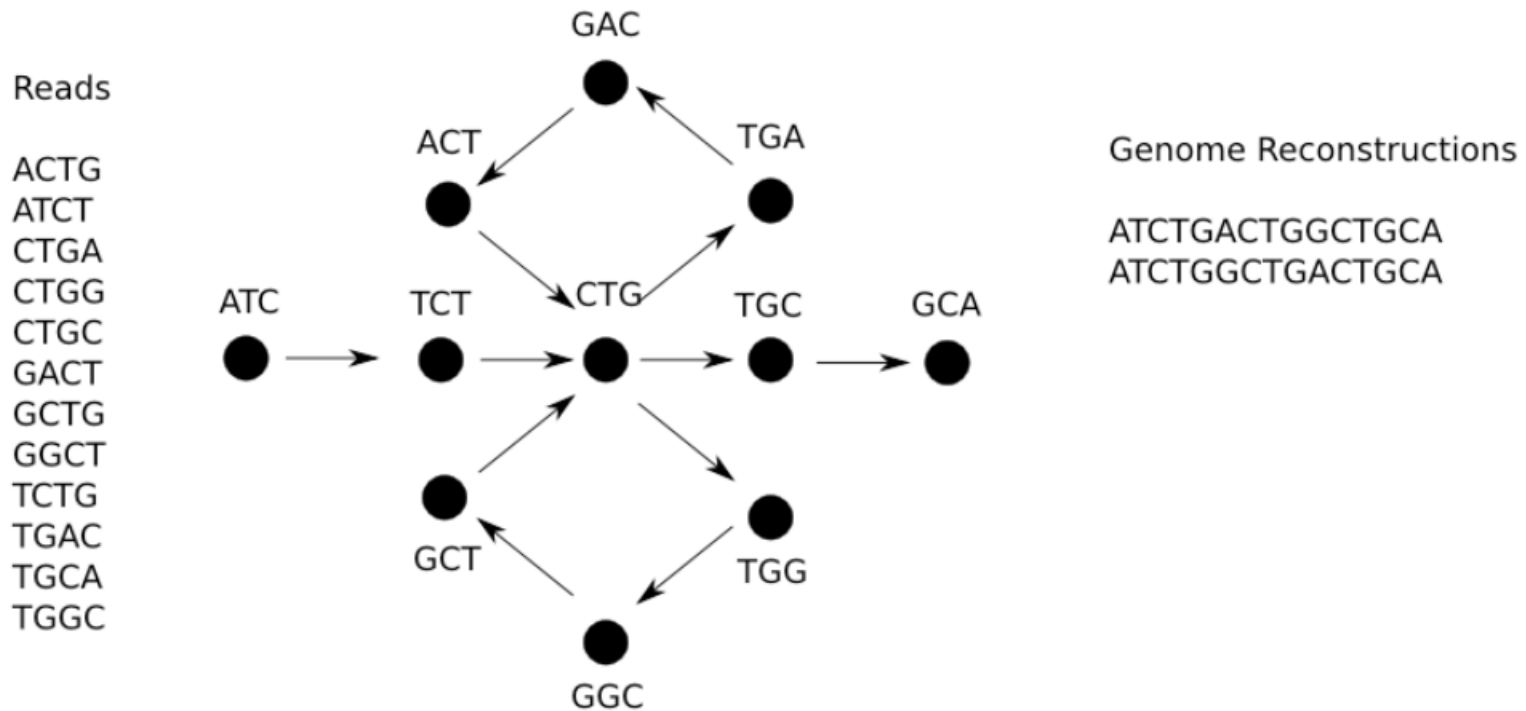 Reads
ACTG
ATCT
CTGA
CTGG
CTGC
GACT
GCTG
GGCT
TCTG
TGAC
TGCA
TGGC
GAC
ACT
TGA
ATC
TCT
CTG
TGC
GCA
GCT
TGG
GGC
Genome Reconstructions
ATCTGACTGGCTGCA
ATCTGGCTGACTGCA